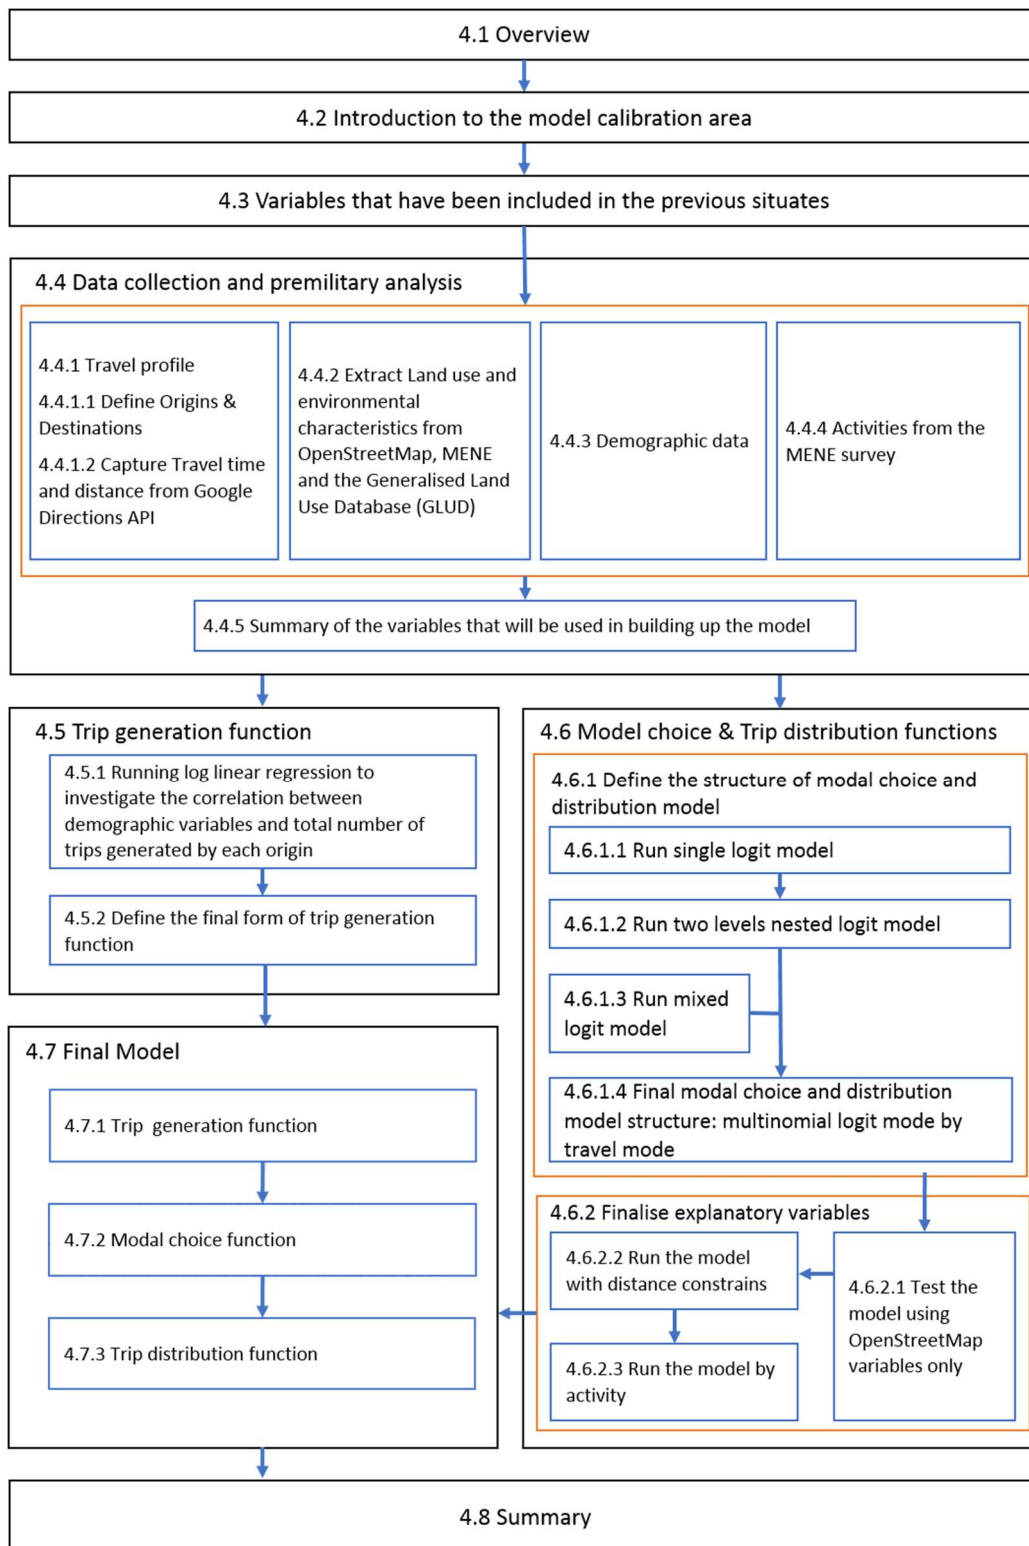 4.1 Overview
4.2 Introduction to the model calibration area
4.3 Variables that have been included in the previous situates
4.4 Data collection and premilitary analysis
4.4.1 Travel profile
4.4.1.1 Define Origins &
Destinations
4.4.1.2 Capture Travel time
and distance from Google
Directions API
4.4.2 Extract Land use and
environmental
characteristics from
OpenStreetMap, MENE
and the Generalised Land
Use Database (GLUD)
4.4.3 Demographic data
4.4.4 Activities from the
MENE survey
4.4.5 Summary of the variables that will be used in building up the model
4.5 Trip generation function
4.5.1 Running log linear regression to
investigate the correlation between
demographic variables and total number of
trips generated by each origin
4.5.2 Define the final form of trip generation
function
4.6 Model choice & Trip distribution functions
4.6.1 Define the structure of modal choice and
distribution model
4.6.1.1 Run single logit model
4.6.1.2 Run two levels nested logit model
4.6.1.3 Run mixed
logit model
4.6.1.4 Final modal choice and distribution
model structure: multinomial logit mode by
travel mode
4.6.2 Finalise explanatory variables
4.6.2.1 Test the
model using
OpenStreetMap
variables only
4.6.2.2 Run the model
with distance constrains
4.6.2.3 Run the model by
activity
4.7 Final Model
4.7.1 Trip generation function
4.7.2 Modal choice function
4.7.3 Trip distribution function
4.8 Summary